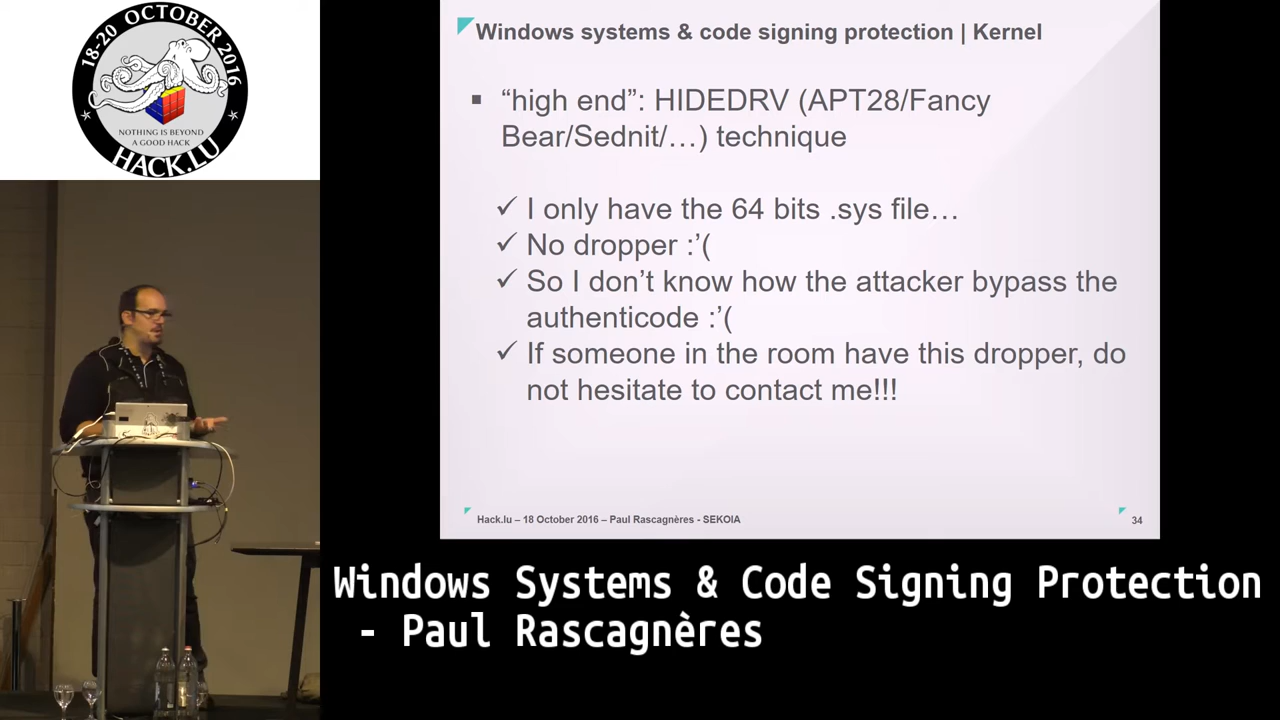 18-20 OCTOBER 2016
NOTHING IS BEYOND
A GOOD HACK
HACK.LU
Windows systems & code signing protection | Kernel
▪ “high end”: HIDEDRV (APT28/Fancy
Bear/Sednit/…) technique
✓ I only have the 64 bits .sys file…
✓ No dropper :’(
✓ So I don’t know how the attacker bypass the
authenticode :’(
✓ If someone in the room have this dropper, do
not hesitate to contact me!!!
Hack.lu – 18 October 2016 – Paul Rascagnères - SEKOIA
34
Windows Systems & Code Signing Protection
- Paul Rascagnères